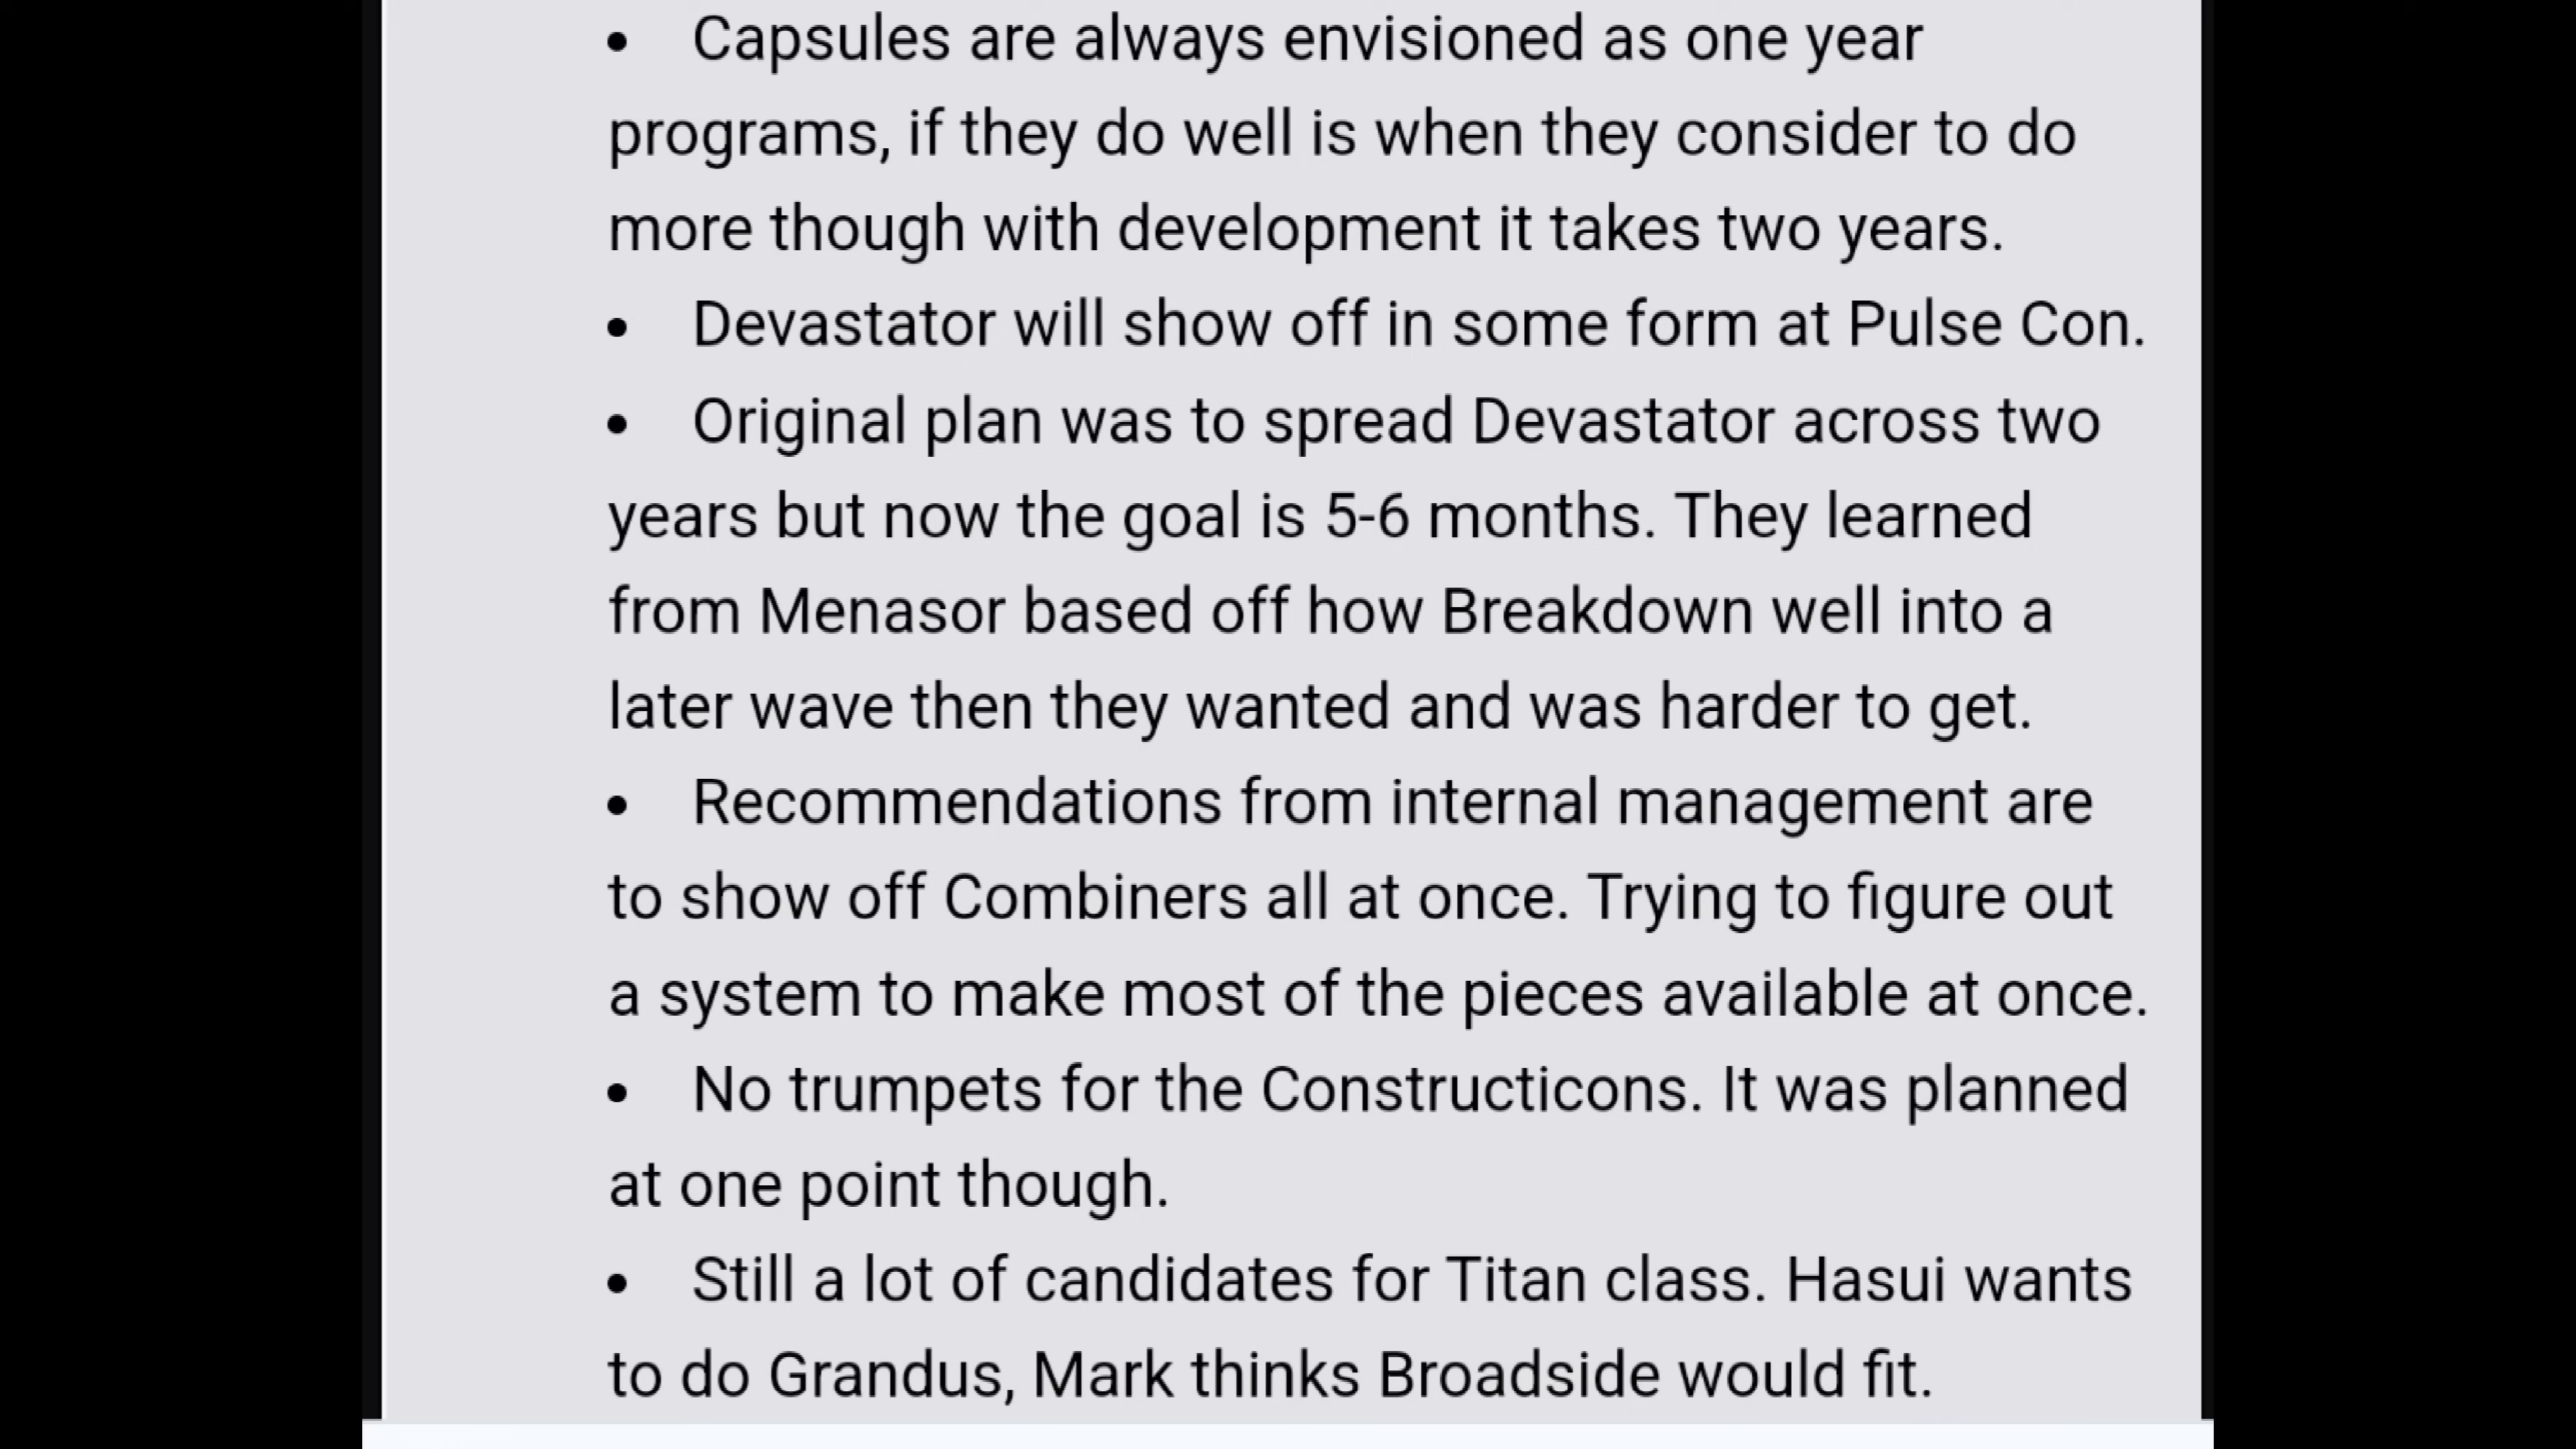 • Capsules are always envisioned as one year
programs, if they do well is when they consider to do
more though with development it takes two years.
• Devastator will show off in some form at Pulse Con.
• Original plan was to spread Devastator across two
years but now the goal is 5-6 months. They learned
from Menasor based off how Breakdown well into a
later wave then they wanted and was harder to get.
• Recommendations from internal management are
to show off Combiners all at once. Trying to figure out
a system to make most of the pieces available at once.
• No trumpets for the Constructicons. It was planned
at one point though.
• Still a lot of candidates for Titan class. Hasui wants
to do Grandus, Mark thinks Broadside would fit.